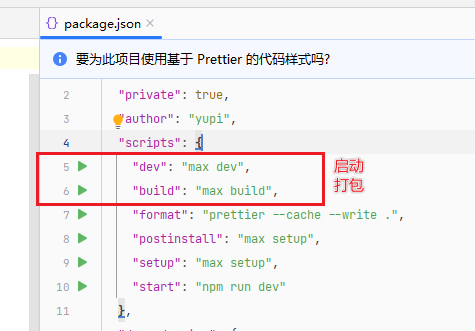 package.json
要为此项目使用基于 Prettier 的代码样式吗?
2 "private": true,
3 "author": "yupi",
4 "scripts": {
5 "dev": "max dev",
6 "build": "max build",
7 "format": "prettier --cache --write .",
8 "postinstall": "max setup",
9 "setup": "max setup",
10 "start": "npm run dev"
11 },
启动
打包